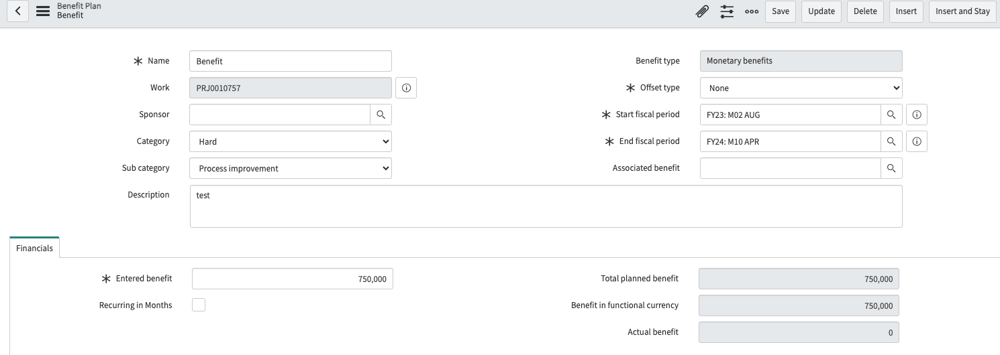 Benefit Plan
Benefit
Save
Update
Delete
Insert
Insert and Stay
Name
Benefit
Work
PRJ0010757
Sponsor
Category
Hard
Sub category
Process improvement
Benefit type
Monetary benefits
Offset type
None
Start fiscal period
FY23: M02 AUG
End fiscal period
FY24: M10 APR
Associated benefit
Description
test
Financials
Entered benefit
750,000
Recurring in Months
Total planned benefit
750,000
Benefit in functional currency
750,000
Actual benefit
0